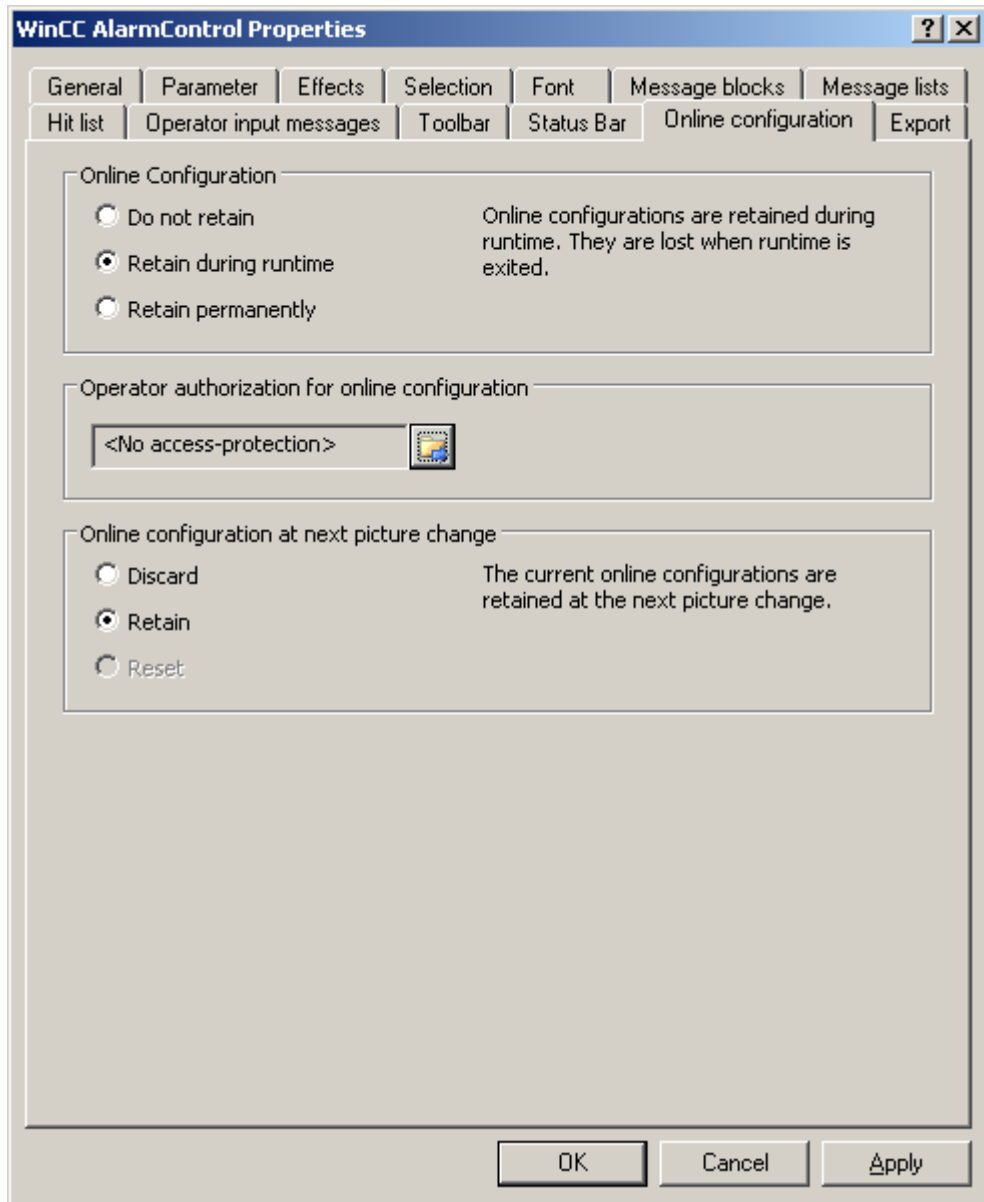 WinCC AlarmControl Properties
General Parameter Effects Selection Font Message blocks Message lists
Hit list Operator input messages Toolbar Status Bar Online configuration Export
Online Configuration
Do not retain
Retain during runtime
Retain permanently
Online configurations are retained during
runtime. They are lost when runtime is
exited.
Operator authorization for online configuration
<No access-protection>
Online configuration at next picture change
Discard
Retain
Reset
The current online configurations are
retained at the next picture change.
OK Cancel Apply